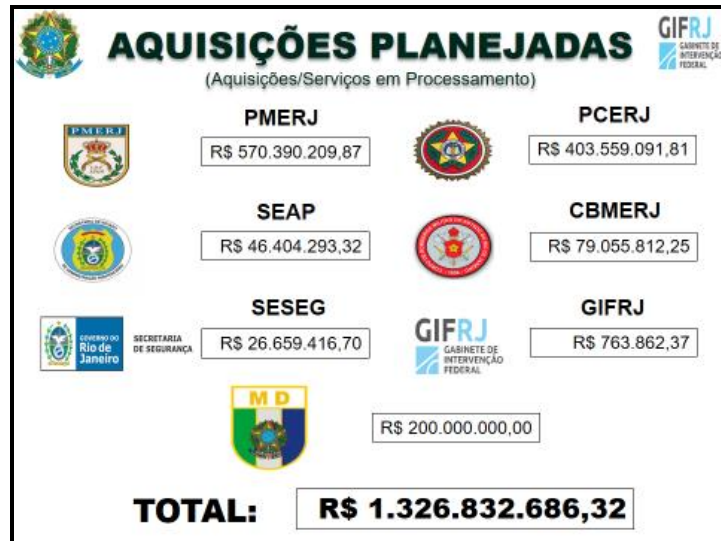 AQUISIÇÕES PLANEJADAS
(Aquisições/Serviços em Processamento)
GIFRJ
GABINETE DE
INTERVENÇÃO
FEDERAL
PMERJ
PMERJ
R$ 570.390.209,87
PCERJ
R$ 403.559.091,81
SEAP
R$ 46.404.293,32
CBMERJ
R$ 79.055.812,25
SESEG
GOVERNO DO
Rio de
Janeiro
SECRETARIA
DE SEGURANÇA
R$ 26.659.416,70
GIFRJ
GIFRJ
GABINETE DE
INTERVENÇÃO
FEDERAL
R$ 763.862,37
MD
R$ 200.000.000,00
TOTAL: R$ 1.326.832.686,32